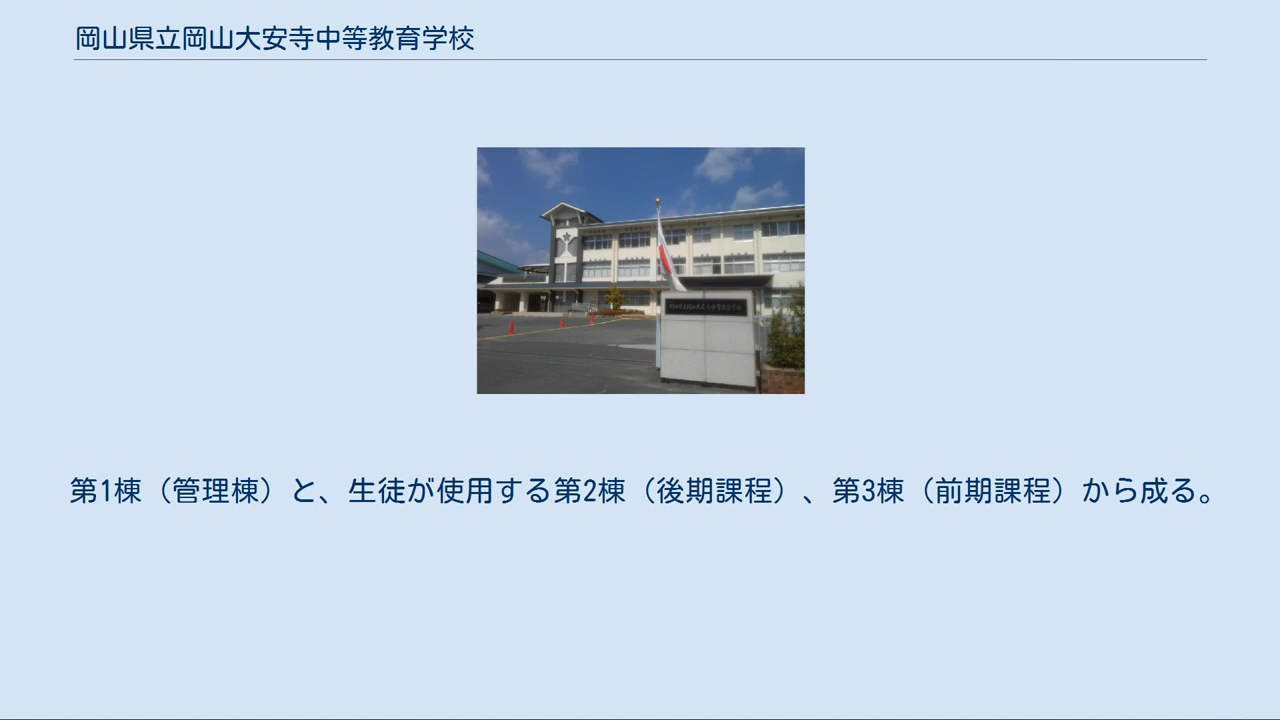 岡山県立岡山大安寺中等教育学校
第1棟（管理棟）と、生徒が使用する第2棟（後期課程）、第3棟（前期課程）から成る。